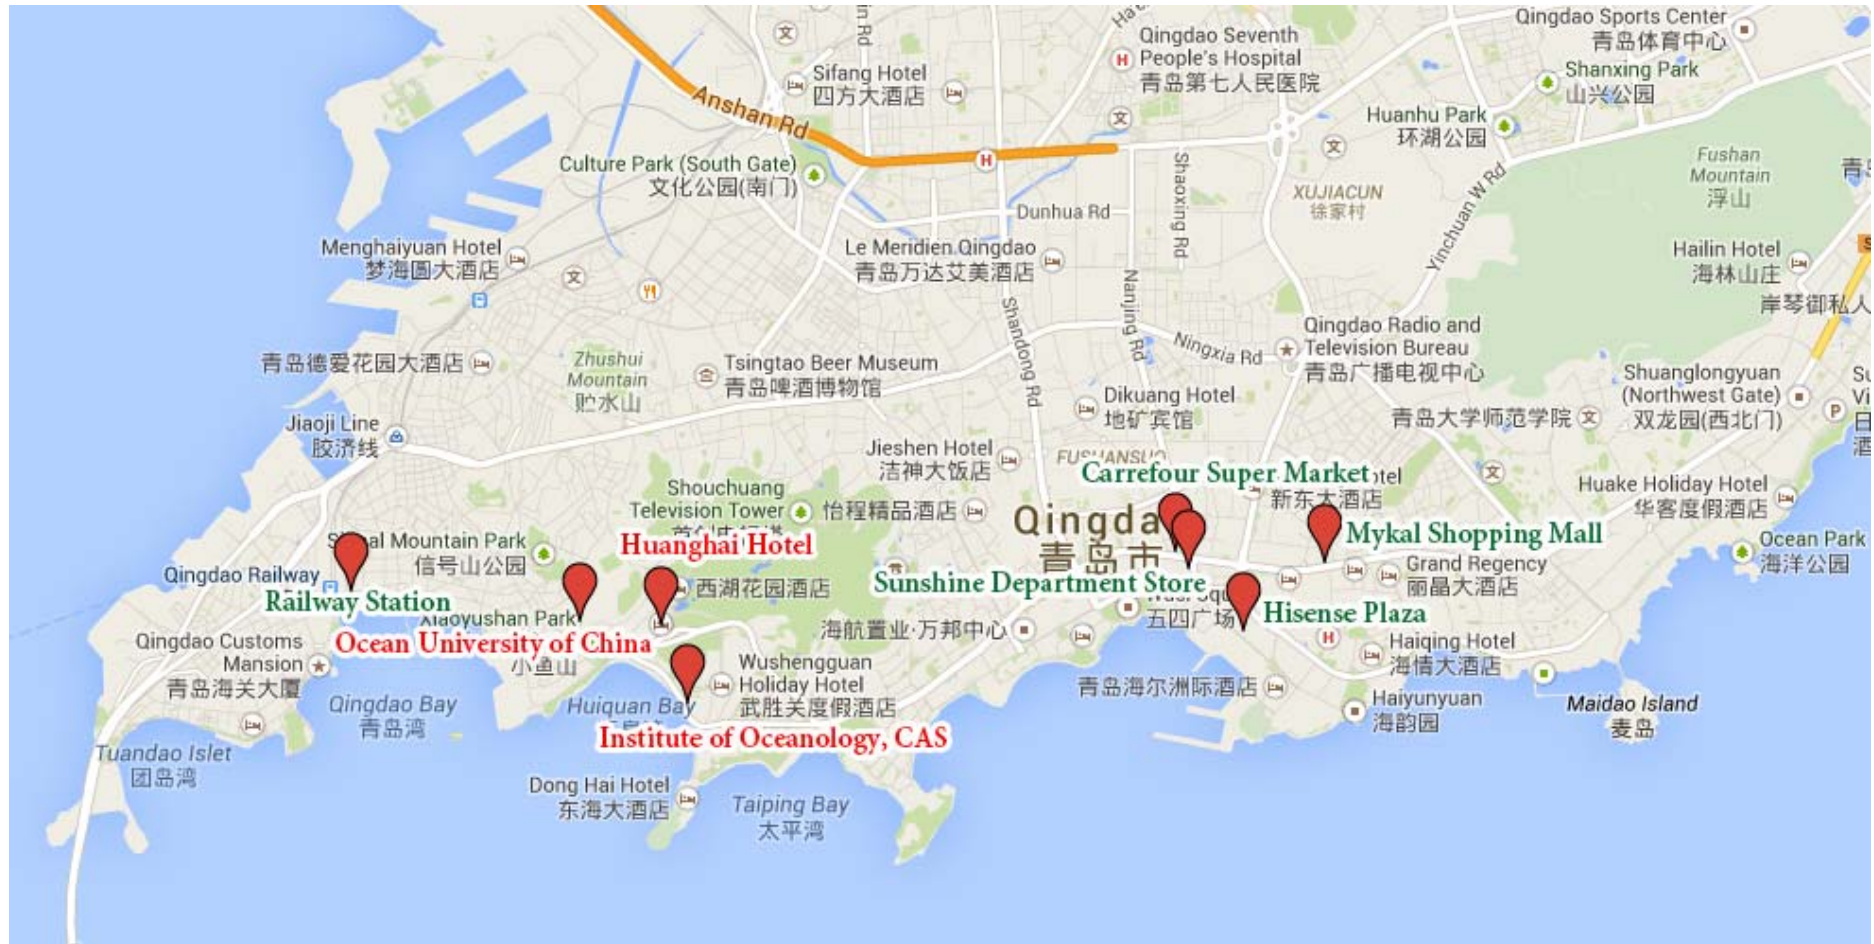 Qingdao Sports Center
青岛体育中心
Qingdao Seventh
People's Hospital
青岛第七人民医院
Shanxing Park
山兴公园
Sifang Hotel
四方大酒店
Anshan Rd
Huanhu Park
环湖公园
Culture Park (South Gate)
文化公园(南门)
Fushan
Mountain
浮山
XUJIACUN
徐家村
Shaoxing Rd
Dunhua Rd
Yinchuan W Rd
Menghaiyuan Hotel
梦海圆大酒店
Le Meridien Qingdao
青岛万达艾美酒店
Hailin Hotel
海林山庄
岸琴御私人
Nanjing Rd
Shandong Rd
Ningxia Rd
Qingdao Radio and
Television Bureau
青岛广播电视中心
青岛德爱花园大酒店
Zhushui
Mountain
贮水山
Tsingtao Beer Museum
青岛啤酒博物馆
Shuanglongyuan
(Northwest Gate)
双龙园(西北门)
Dikuang Hotel
地矿宾馆
青岛大学师范学院
Jiaoji Line
胶济线
Jieshen Hotel
洁神大饭店
FUSHANSUO
Carrefour Super Market
新东大酒店
Huake Holiday Hotel
华客度假酒店
Shouchuang
Television Tower
怡程精品酒店
Qingda
青岛市
Mykal Shopping Mall
Ocean Park
海洋公园
Mountain Park
信号山公园
Huanghai Hotel
西湖花园酒店
Grand Regency
丽晶大酒店
Sunshine Department Store
Qingdao Railway
Railway Station
Xiaoyushan Park
五四广场
Hisense Plaza
Ocean University of China
小鱼山
海航置业·万邦中心
Qingdao Customs
Mansion
青岛海关大厦
Haiqing Hotel
海情大酒店
Wushengguan
Holiday Hotel
武胜关度假酒店
青岛海尔洲际酒店
Haiyunyuan
海韵园
Maidao Island
麦岛
Qingdao Bay
青岛湾
Huiquan Bay
Institute of Oceanology, CAS
Tuandao Islet
团岛湾
Dong Hai Hotel
东海大酒店
Taiping Bay
太平湾